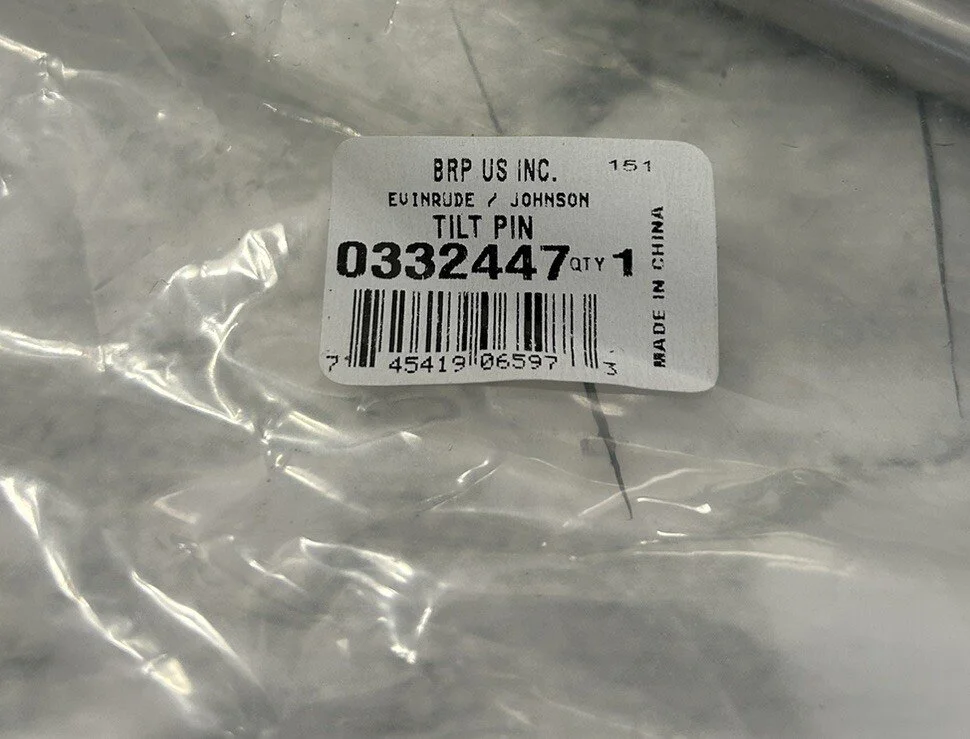 BRP US INC. 151
EVINRUDE / JOHNSON
TILT PIN
0332447 QTY 1
7 45419 06597 3
MADE IN CHINA